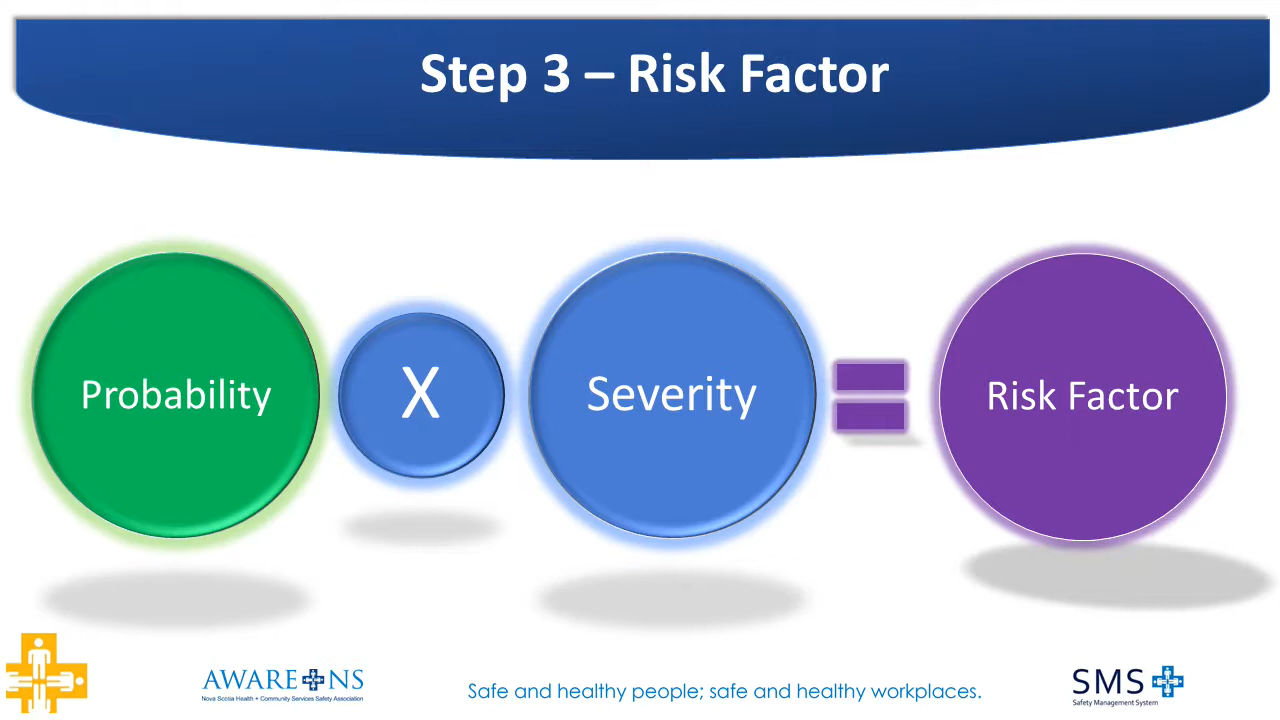 Step 3 – Risk Factor
Probability
X
Severity
Risk Factor
AWARE NS
Nova Scotia Health + Community Services Safety Association
Safe and healthy people; safe and healthy workplaces.
SMS
Safety Management System